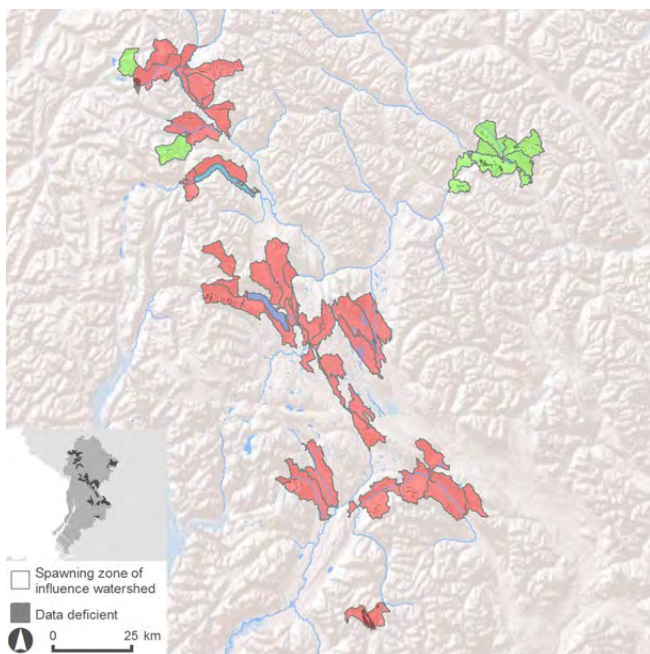 Spawning zone of
influence watershed
Data deficient
0 25 km